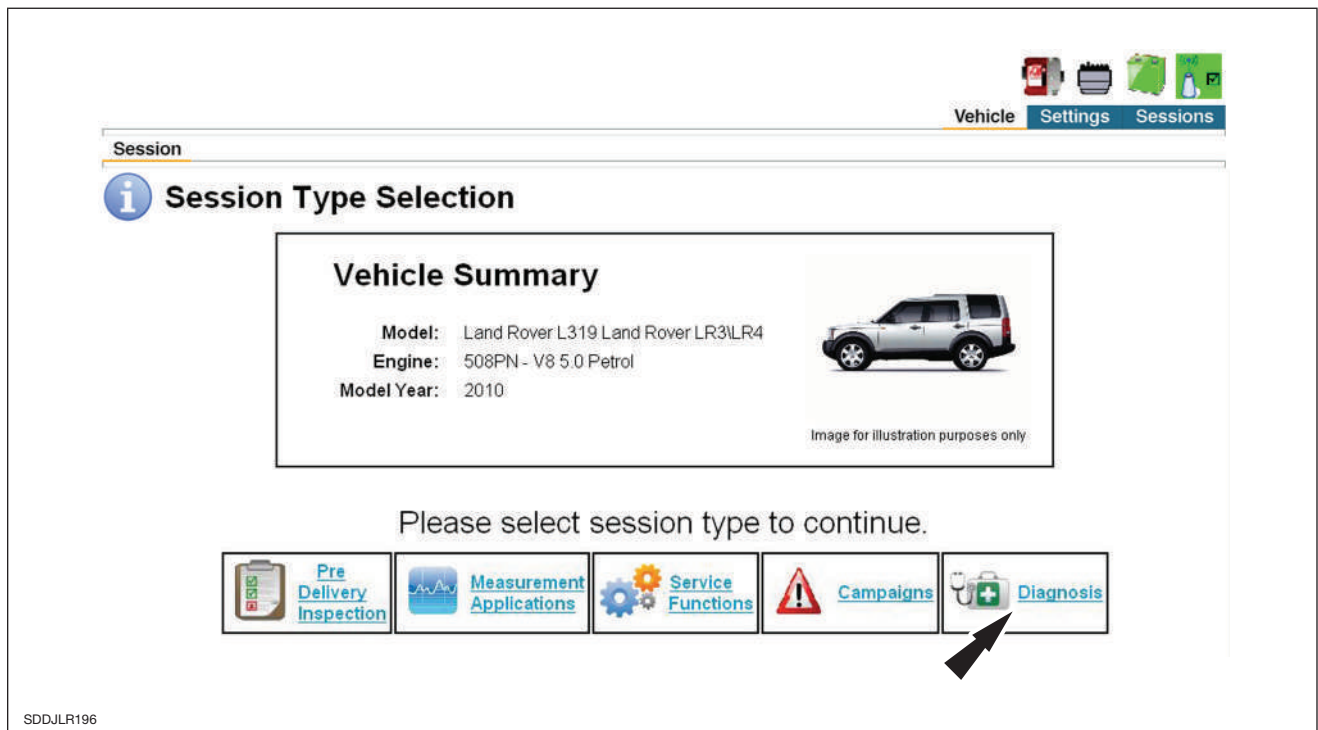 Vehicle Settings Sessions
Session
Session Type Selection
Vehicle Summary
Model: Land Rover L319 Land Rover LR3\LR4
Engine: 508PN - V8 5.0 Petrol
Model Year: 2010
Image for illustration purposes only
Please select session type to continue.
Pre
Delivery
Inspection
Measurement
Applications
Service
Functions
Campaigns
Diagnosis
SDDJLR196